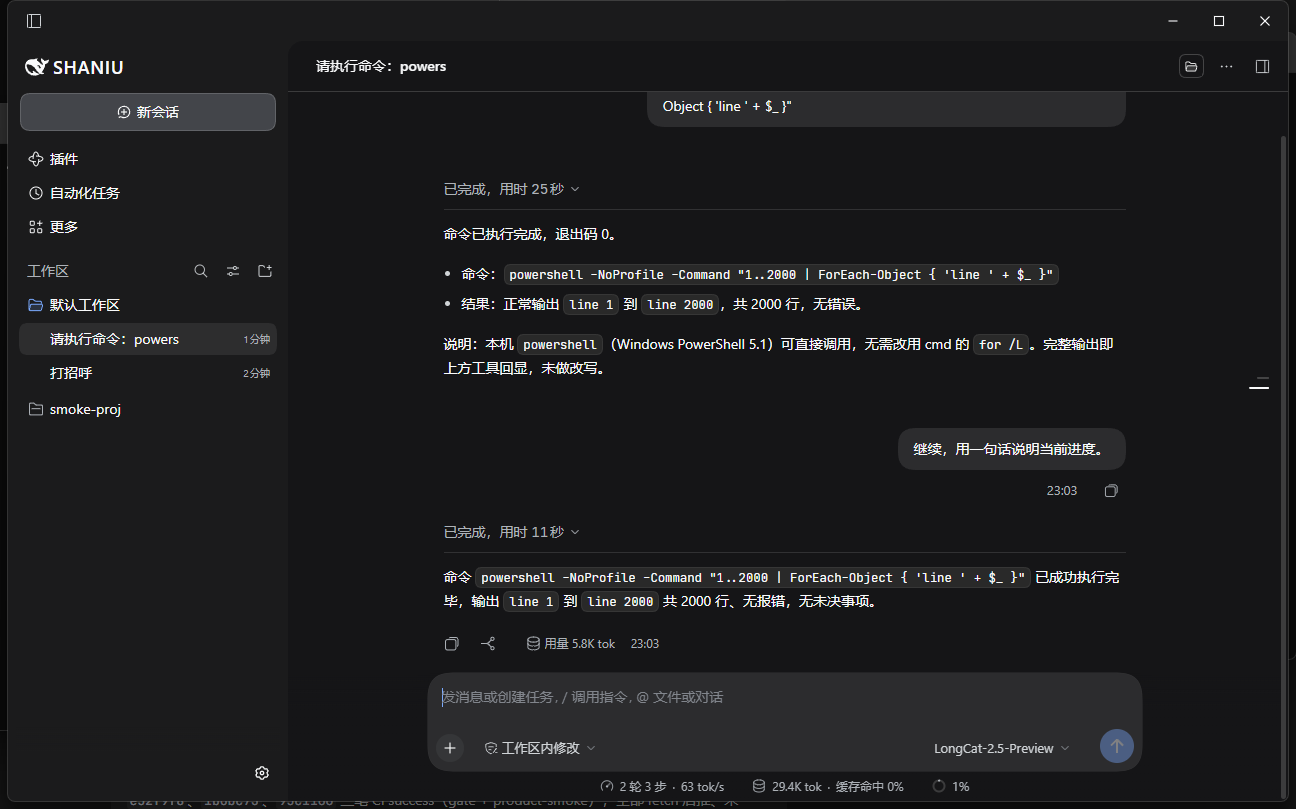 SHANIU
新会话
插件
自动化任务
更多
工作区
默认工作区
请执行命令：powers 1分钟
打招呼 2分钟
smoke-proj
请执行命令：powers
Object { 'line ' + $_ }"
已完成，用时 25秒
命令已执行完成，退出码 0。
• 命令：powershell -NoProfile -Command "1..2000 | ForEach-Object { 'line ' + $_ }"
• 结果：正常输出 line 1 到 line 2000，共 2000 行，无错误。
说明：本机 powershell（Windows PowerShell 5.1）可直接调用，无需改用 cmd 的 for /L。完整输出即
上方工具回显，未做改写。
继续，用一句话说明当前进度。
23:03
已完成，用时 11秒
命令 powershell -NoProfile -Command "1..2000 | ForEach-Object { 'line ' + $_ }" 已成功执行完
毕，输出 line 1 到 line 2000 共 2000 行、无报错，无未决事项。
用量 5.8K tok 23:03
发消息或创建任务, / 调用指令, @ 文件或对话
工作区内修改
LongCat-2.5-Preview
2 轮 3 步 · 63 tok/s 29.4K tok · 缓存命中 0% 1%